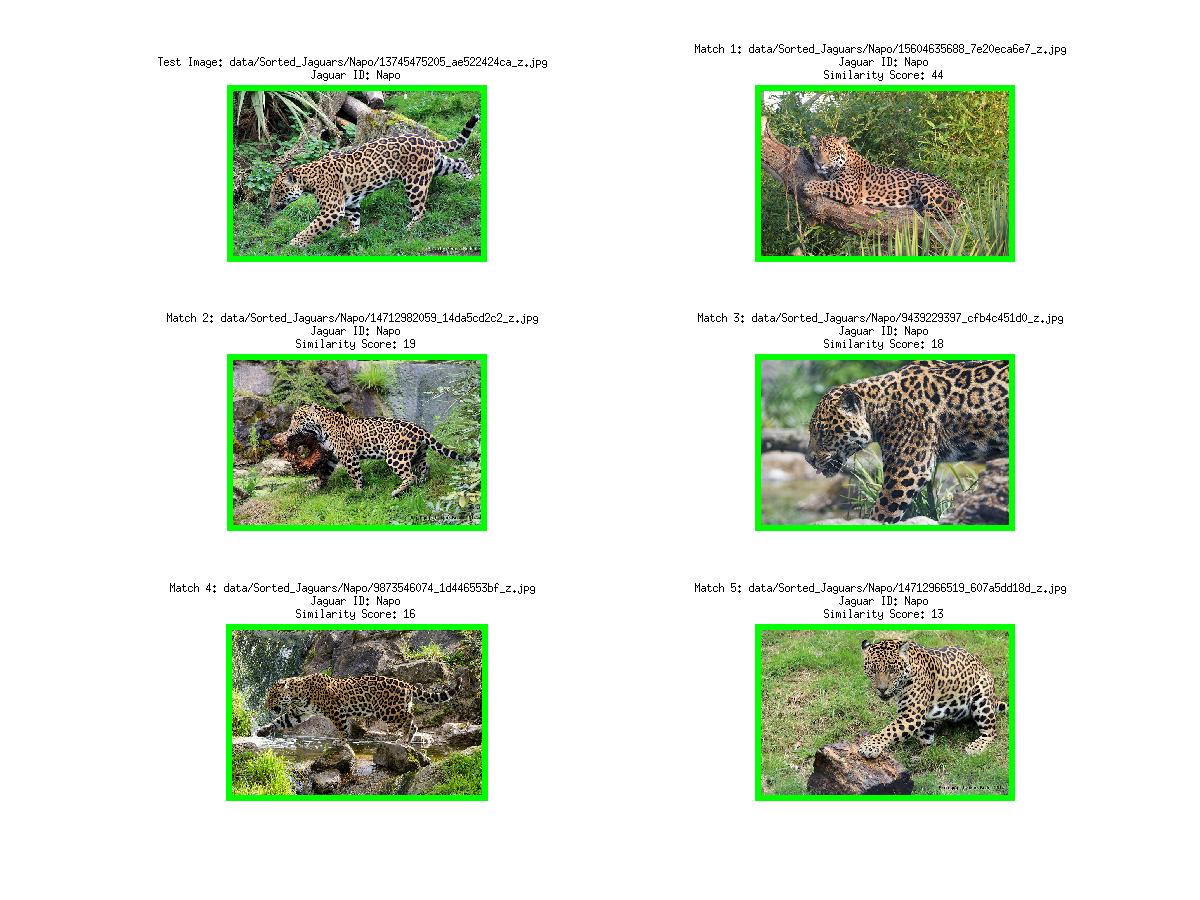 Test Image: data/Sorted_Jaguars/Napo/13745475205_ae522424ca_z.jpg
Jaguar ID: Napo
Match 1: data/Sorted_Jaguars/Napo/15604635688_7e20eca6e7_z.jpg
Jaguar ID: Napo
Similarity Score: 44
Match 2: data/Sorted_Jaguars/Napo/14712982059_14da5cd2c2_z.jpg
Jaguar ID: Napo
Similarity Score: 19
Match 3: data/Sorted_Jaguars/Napo/9439229397_cfb4c451d0_z.jpg
Jaguar ID: Napo
Similarity Score: 18
Match 4: data/Sorted_Jaguars/Napo/9873546074_1d446553bf_z.jpg
Jaguar ID: Napo
Similarity Score: 16
Match 5: data/Sorted_Jaguars/Napo/14712966519_607a5dd18d_z.jpg
Jaguar ID: Napo
Similarity Score: 13